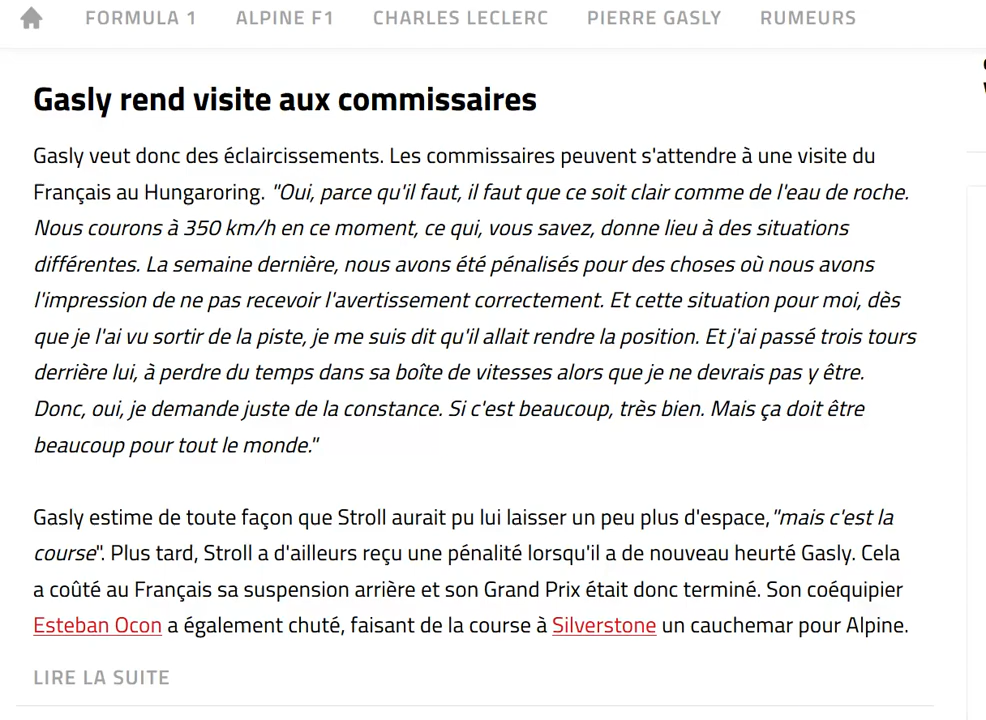 FORMULA 1 ALPINE F1 CHARLES LECLERC PIERRE GASLY RUMEURS
Gasly rend visite aux commissaires
Gasly veut donc des éclaircissements. Les commissaires peuvent s'attendre à une visite du
Français au Hungaroring. "Oui, parce qu'il faut, il faut que ce soit clair comme de l'eau de roche.
Nous courons à 350 km/h en ce moment, ce qui, vous savez, donne lieu à des situations
différentes. La semaine dernière, nous avons été pénalisés pour des choses où nous avons
l'impression de ne pas recevoir l'avertissement correctement. Et cette situation pour moi, dès
que je l'ai vu sortir de la piste, je me suis dit qu'il allait rendre la position. Et j'ai passé trois tours
derrière lui, à perdre du temps dans sa boîte de vitesses alors que je ne devrais pas y être.
Donc, oui, je demande juste de la constance. Si c'est beaucoup, très bien. Mais ça doit être
beaucoup pour tout le monde."
Gasly estime de toute façon que Stroll aurait pu lui laisser un peu plus d'espace,"mais c'est la
course". Plus tard, Stroll a d'ailleurs reçu une pénalité lorsqu'il a de nouveau heurté Gasly. Cela
a coûté au Français sa suspension arrière et son Grand Prix était donc terminé. Son coéquipier
Esteban Ocon a également chuté, faisant de la course à Silverstone un cauchemar pour Alpine.
LIRE LA SUITE